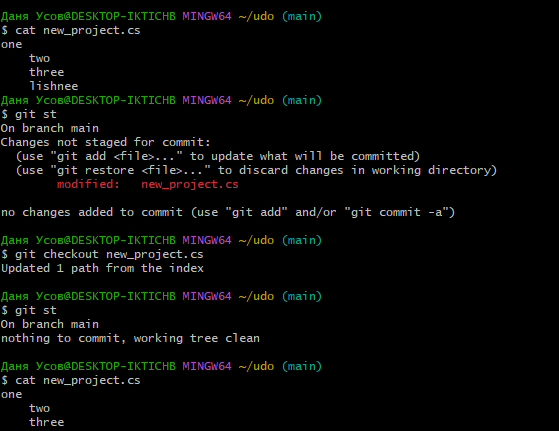 Даня Усов@DESKTOP-IKTICHB MINGW64 ~/udo (main)
$ cat new_project.cs
one
    two
    three
    lishnee
Даня Усов@DESKTOP-IKTICHB MINGW64 ~/udo (main)
$ git st
On branch main
Changes not staged for commit:
  (use "git add <file>..." to update what will be committed)
  (use "git restore <file>..." to discard changes in working directory)
        modified:   new_project.cs

no changes added to commit (use "git add" and/or "git commit -a")

Даня Усов@DESKTOP-IKTICHB MINGW64 ~/udo (main)
$ git checkout new_project.cs
Updated 1 path from the index

Даня Усов@DESKTOP-IKTICHB MINGW64 ~/udo (main)
$ git st
On branch main
nothing to commit, working tree clean

Даня Усов@DESKTOP-IKTICHB MINGW64 ~/udo (main)
$ cat new_project.cs
one
    two
    three